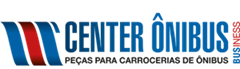 CENTER ÔNIBUS
PEÇAS PARA CARROCERIAS DE ÔNIBUS
BUSINESS